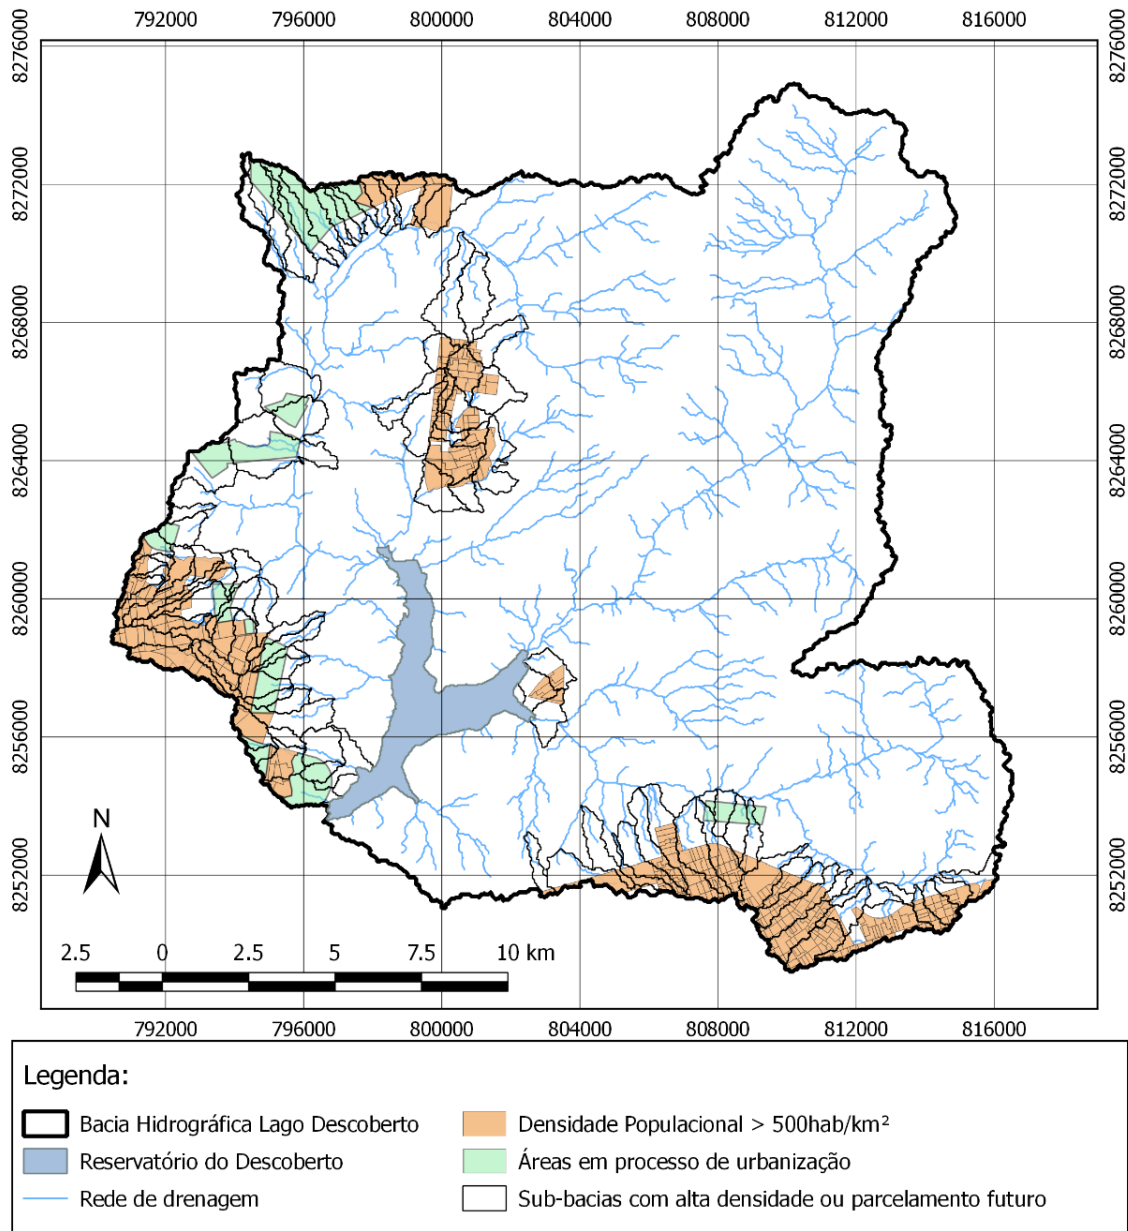 792000 796000 800000 804000 808000 812000 816000
8276000 8276000
8272000 8272000
8268000 8268000
8264000 8264000
8260000 8260000
8256000 8256000
8252000 8252000
N
2.5 0 2.5 5 7.5 10 km
792000 796000 800000 804000 808000 812000 816000
Legenda:
Bacia Hidrográfica Lago Descoberto
Reservatório do Descoberto
Rede de drenagem
Densidade Populacional > 500hab/km²
Áreas em processo de urbanização
Sub-bacias com alta densidade ou parcelamento futuro